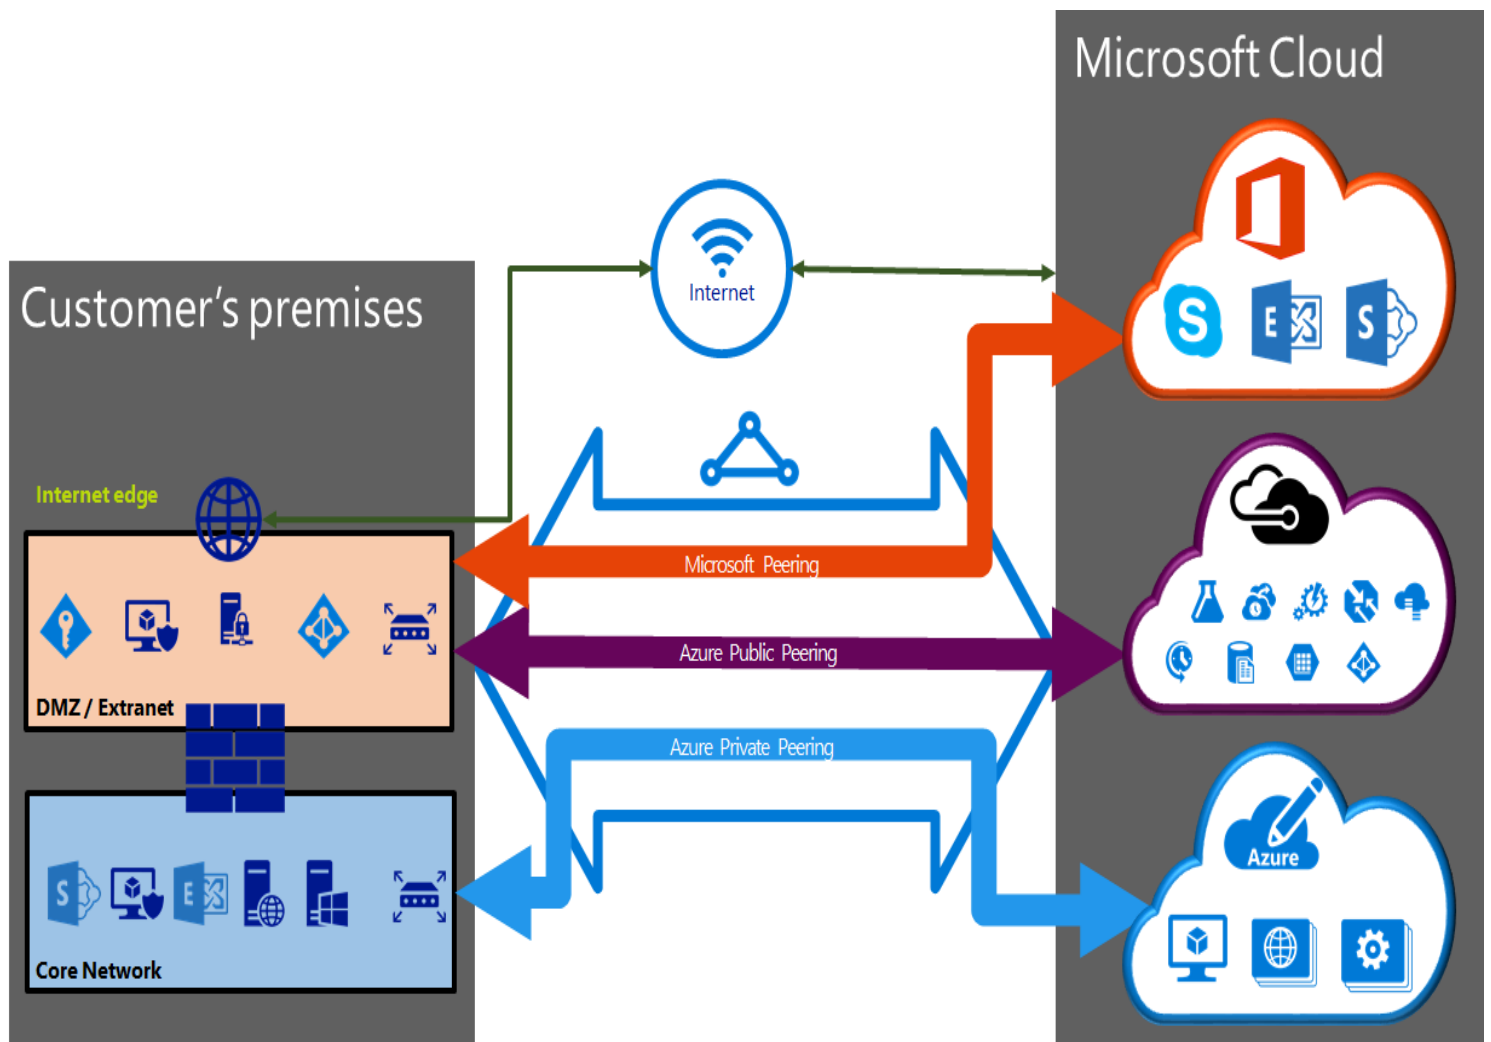 Microsoft Cloud
Internet
Customer's premises
S
E
S
Internet edge
Microsoft Peering
Azure Public Peering
DMZ / Extranet
Azure Private Peering
Azure
S
E
Core Network